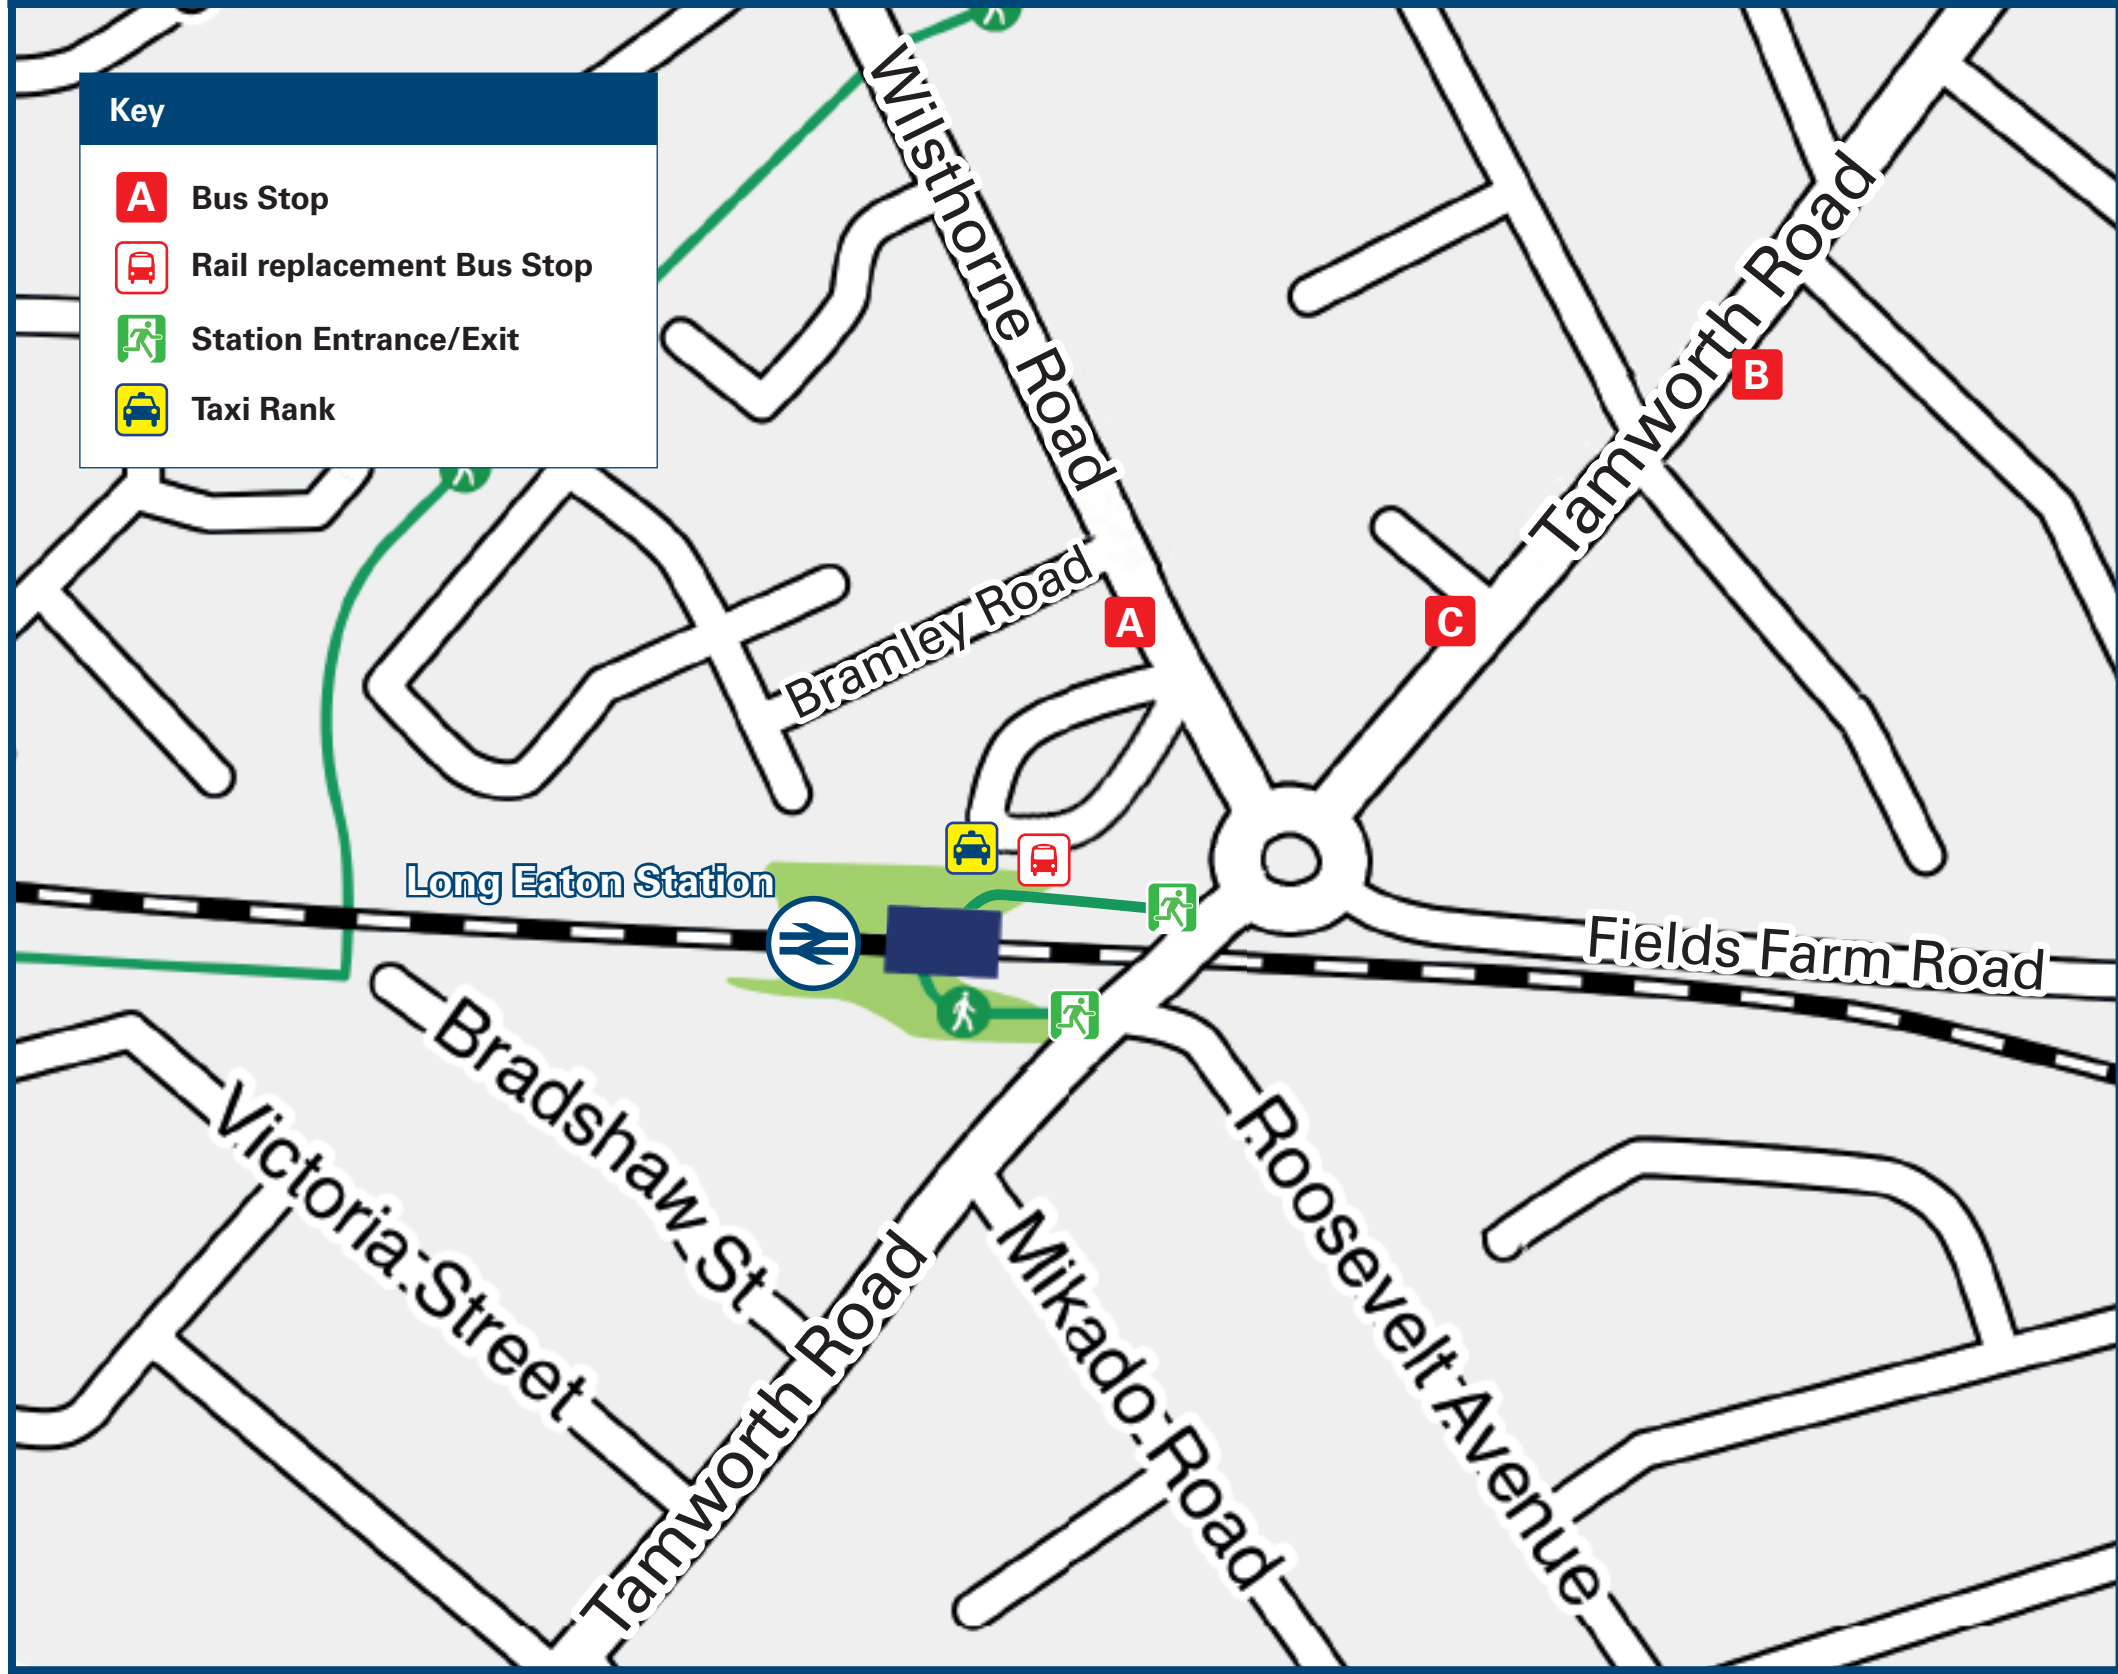 Key
A Bus Stop
Rail replacement Bus Stop
Station Entrance/Exit
Taxi Rank
Wilsthorne Road
Tamworth Road
B
Bramley Road
A
C
Long Eaton Station
Fields Farm Road
Bradshaw St
Victoria Street
Roosevelt Avenue
Mikado Road
Tamworth Road